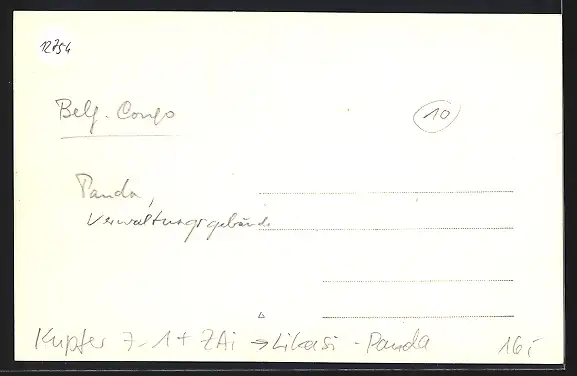 12754
Belg. Congo
10
Panda,
Verwaltungsgebäude
Kupfer 7-1 + ZAi → Likasi - Panda
16,-